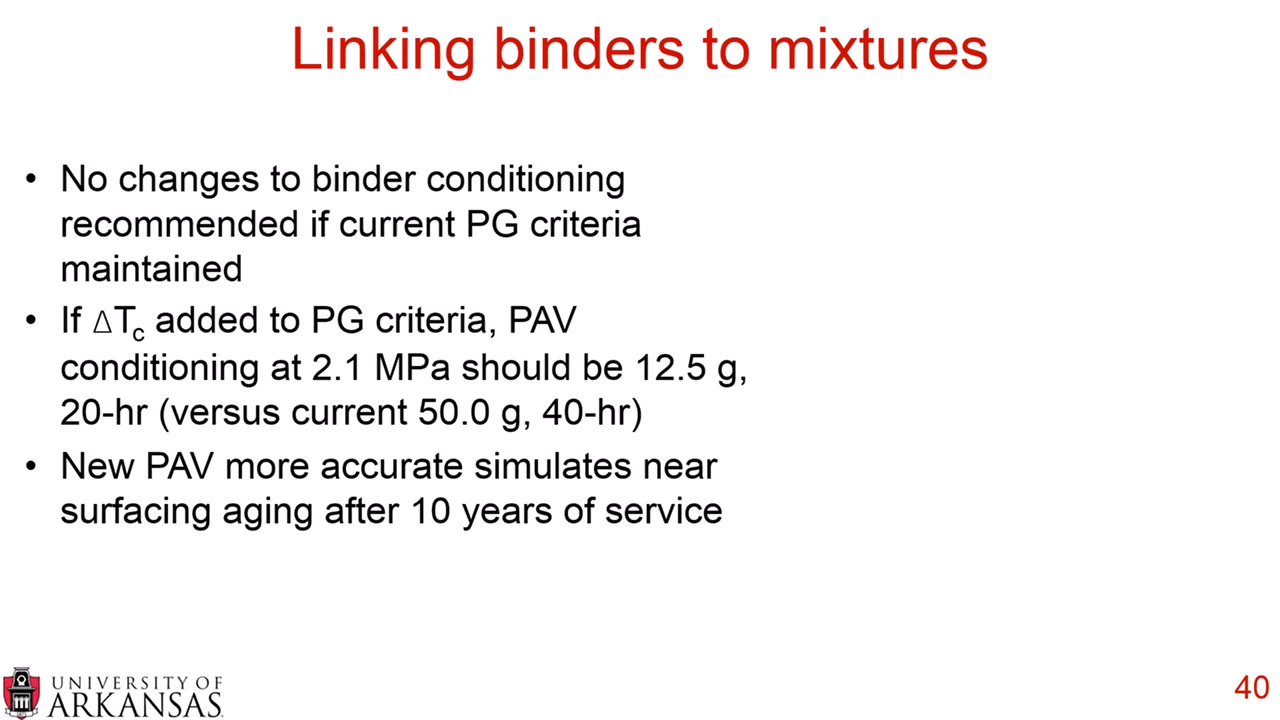 Linking binders to mixtures
• No changes to binder conditioning
recommended if current PG criteria
maintained
• If ΔTc added to PG criteria, PAV
conditioning at 2.1 MPa should be 12.5 g,
20-hr (versus current 50.0 g, 40-hr)
• New PAV more accurate simulates near
surfacing aging after 10 years of service
UNIVERSITY OF
ARKANSAS
40